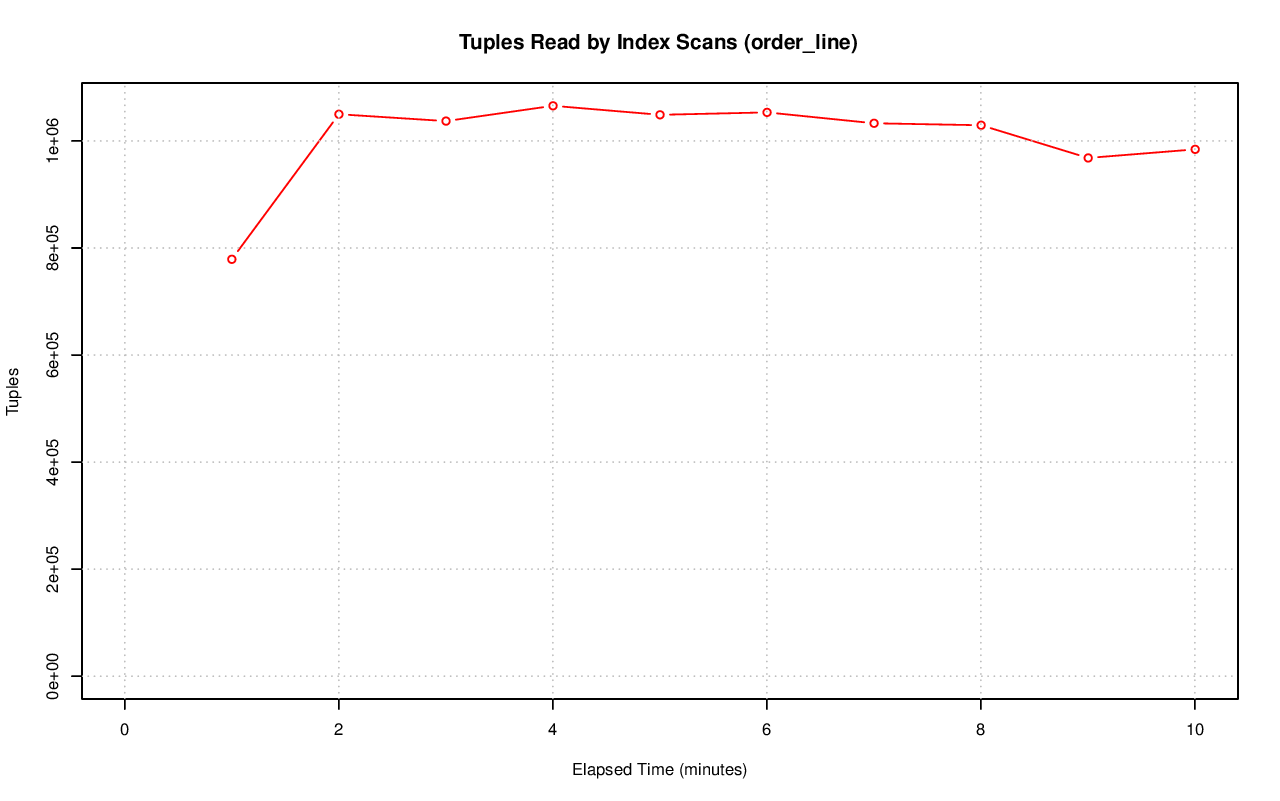 Tuples Read by Index Scans (order_line)
Tuples
1e+06
8e+05
6e+05
4e+05
2e+05
0e+00
0 2 4 6 8 10
Elapsed Time (minutes)